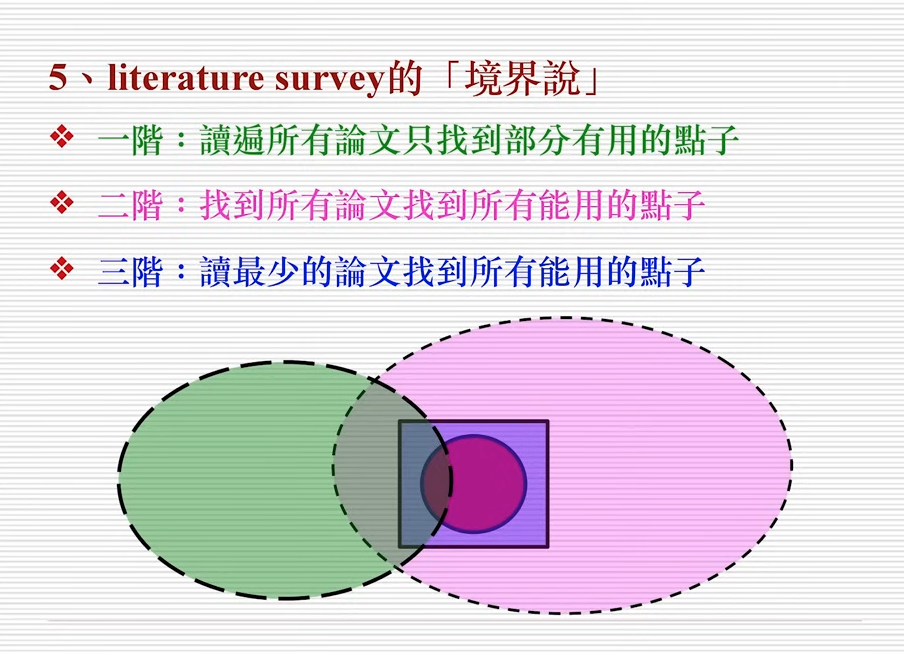 5、literature survey的「境界說」
一階：讀遍所有論文只找到部分有用的點子
二階：找到所有論文找到所有能用的點子
三階：讀最少的論文找到所有能用的點子